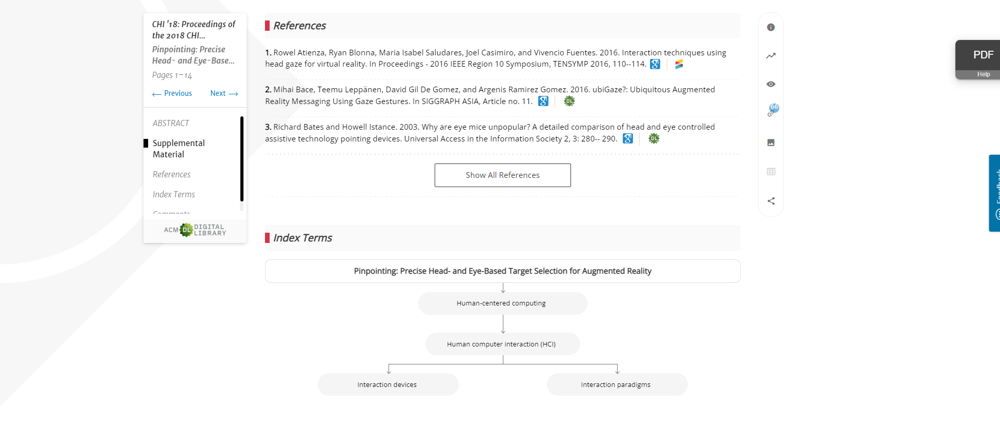 CHI '18: Proceedings of
the 2018 CHI...
Pinpointing: Precise
Head- and Eye-Base...
Pages 1–14
Previous
Next
ABSTRACT
Supplemental
Material
References
Index Terms
Comments
ACM DL DIGITAL
LIBRARY
References
1. Rowel Atienza, Ryan Blonna, Maria Isabel Saludares, Joel Casimiro, and Vivencio Fuentes. 2016. Interaction techniques using
head gaze for virtual reality. In Proceedings - 2016 IEEE Region 10 Symposium, TENSYMP 2016, 110--114.
2. Mihai Bace, Teemu Leppänen, David Gil De Gomez, and Argenis Ramirez Gomez. 2016. ubiGaze?: Ubiquitous Augmented
Reality Messaging Using Gaze Gestures. In SIGGRAPH ASIA, Article no. 11.
DL
3. Richard Bates and Howell Istance. 2003. Why are eye mice unpopular? A detailed comparison of head and eye controlled
assistive technology pointing devices. Universal Access in the Information Society 2, 3: 280-- 290.
DL
Show All References
Index Terms
Pinpointing: Precise Head- and Eye-Based Target Selection for Augmented Reality
Human-centered computing
Human computer interaction (HCI)
Interaction devices
Interaction paradigms
66
PDF
Help
Feedback